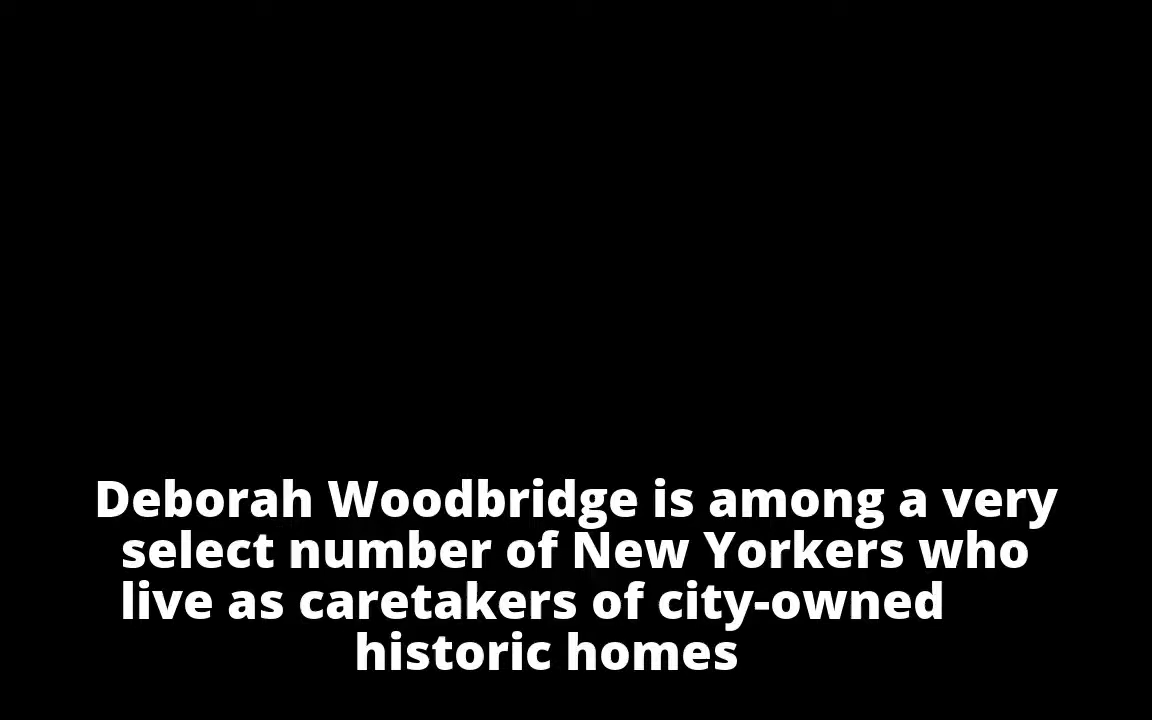 Deborah Woodbridge is among a very
select number of New Yorkers who
live as caretakers of city-owned
historic homes